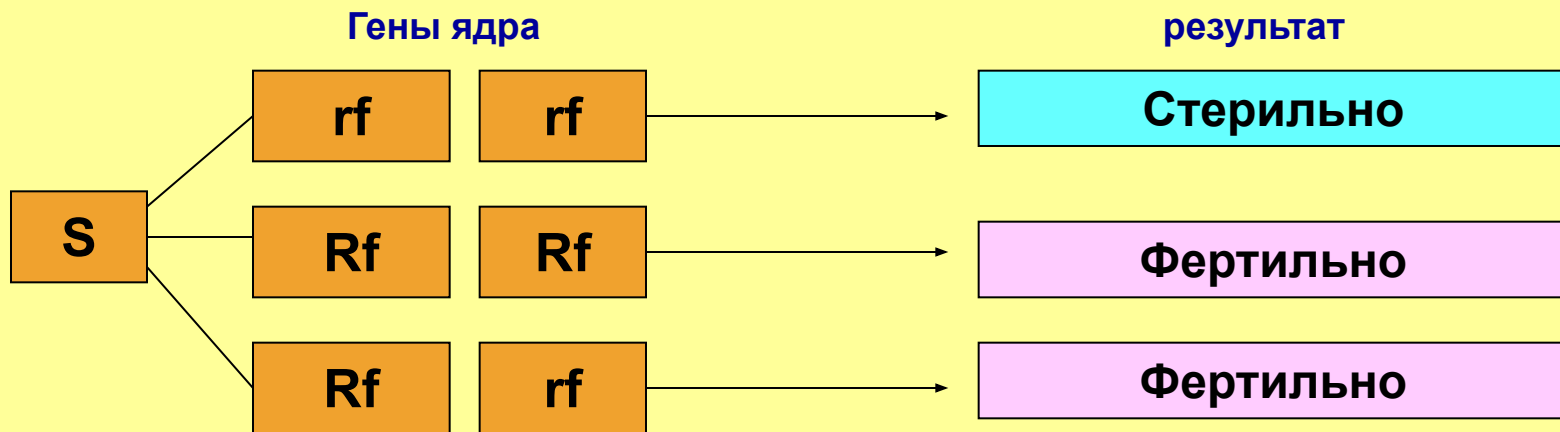 Гены ядра результат
rf rf Стерильно
S Rf Rf Фертильно
Rf rf Фертильно